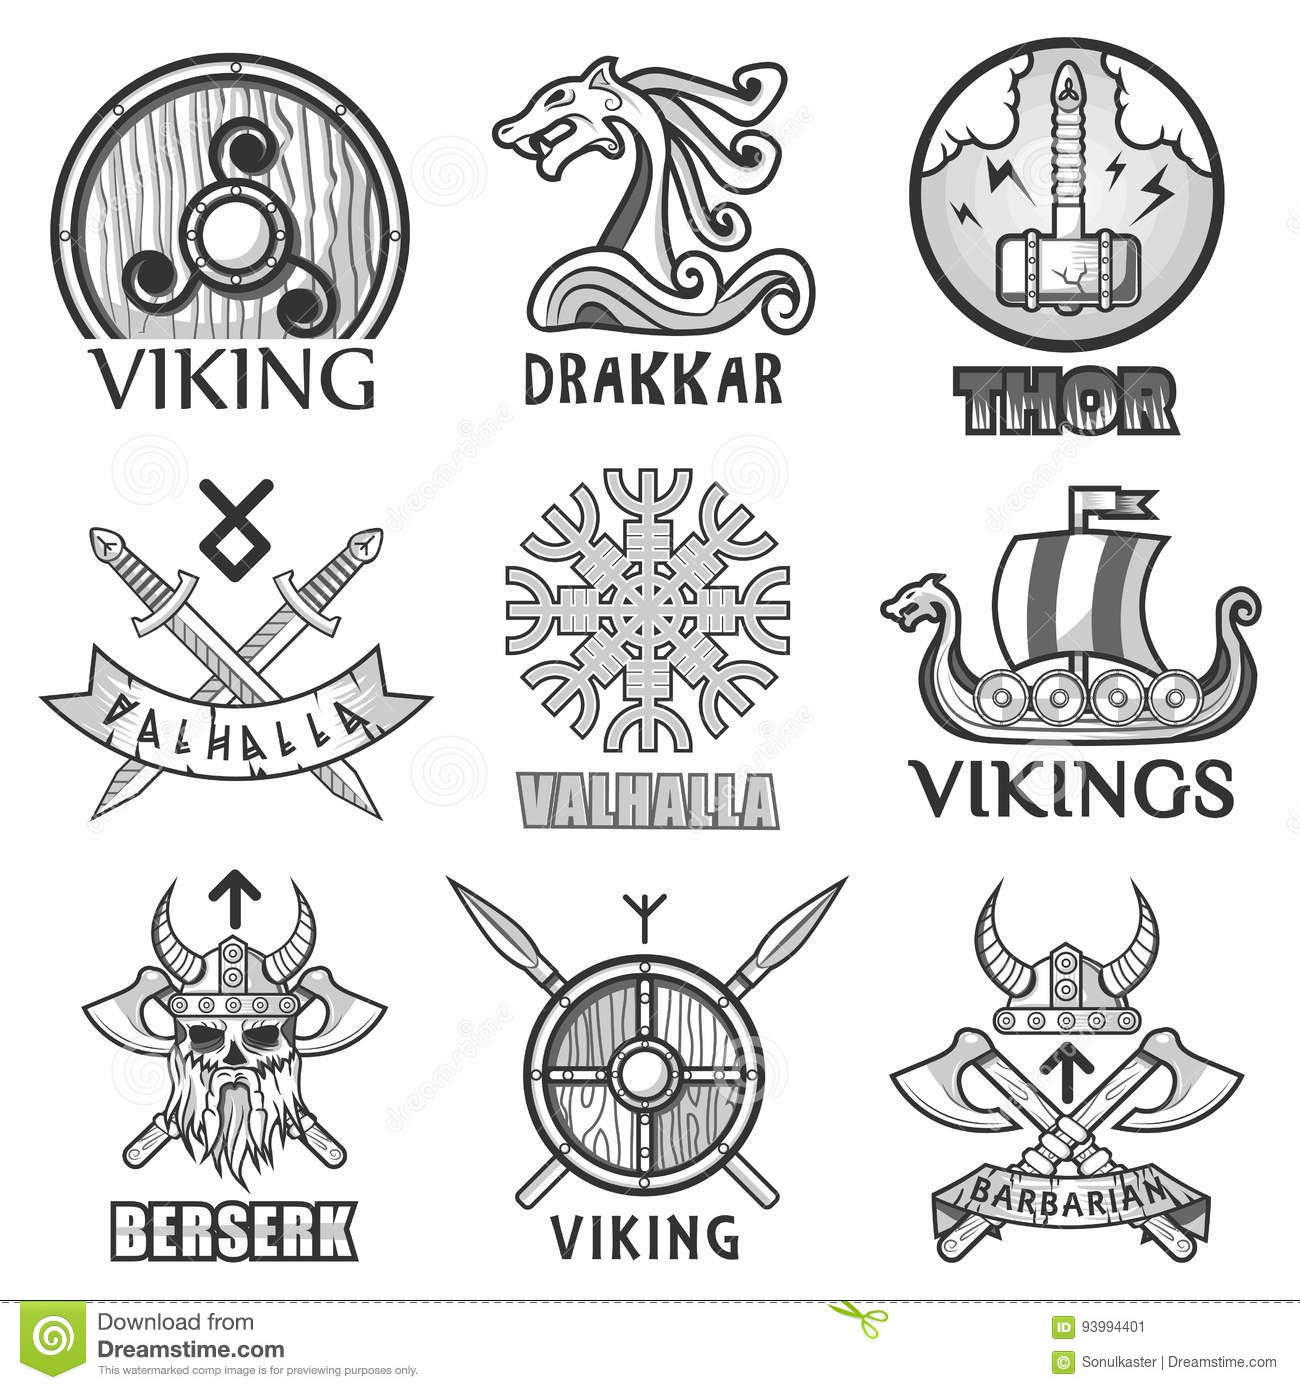 VIKING
DRAKKAR
THOR
VALHALLA
VALHALLA
VIKINGS
BERSERK
VIKING
BARBARIAN
Download from
Dreamstime.com
This watermarked comp image is for previewing purposes only.
ID 93994401
© Sonulkaster | Dreamstime.com